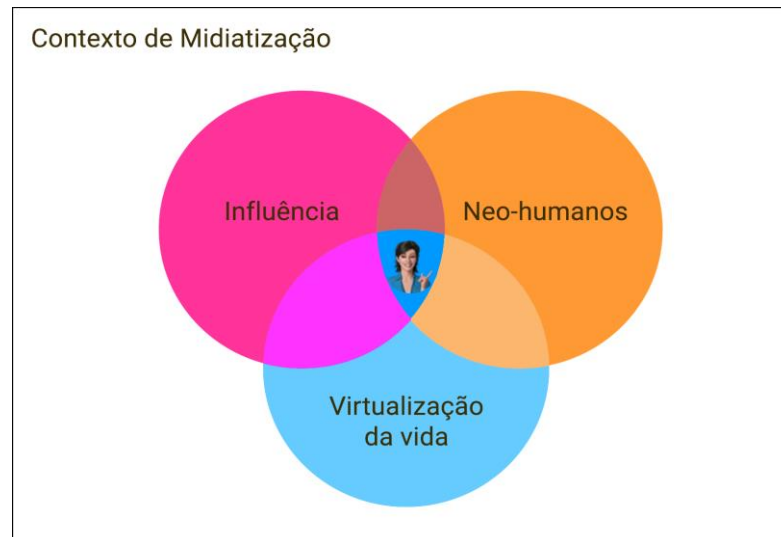 Contexto de Midiatização
Influência
Neo-humanos
Virtualização
da vida